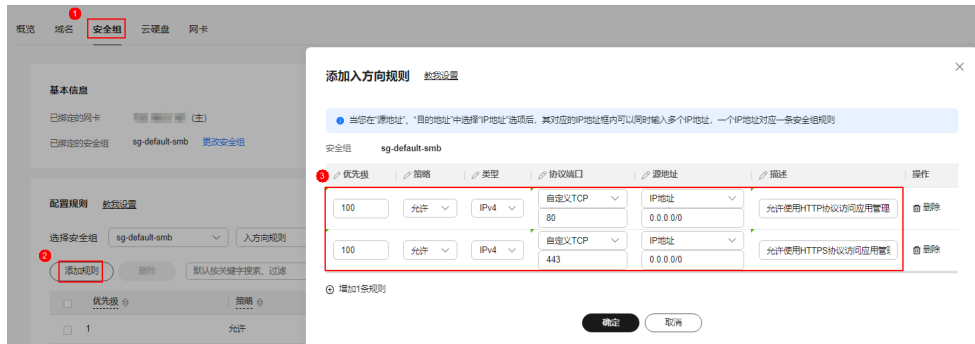 1
概览 域名 安全组 云硬盘 网卡
基本信息
已绑定的网卡 (主)
已绑定的安全组 sg-default-smb 更改安全组
配置规则 教我设置
选择安全组 sg-default-smb 入方向规则
2
添加规则 删除 默认按关键字搜索、过滤
优先级 策略
1 允许
添加入方向规则 教我设置
当您在“源地址”、“目的地址”中选择“IP地址”选项后，其对应的IP地址框内可以同时输入多个IP地址，一个IP地址对应一条安全组规则
安全组 sg-default-smb
3 优先级 策略 类型 协议端口 源地址 描述 操作
100 允许 IPv4 自定义TCP IP地址 允许使用HTTP协议访问应用管理 删除
80 0.0.0.0/0
100 允许 IPv4 自定义TCP IP地址 允许使用HTTPS协议访问应用管 删除
443 0.0.0.0/0
增加1条规则
确定 取消